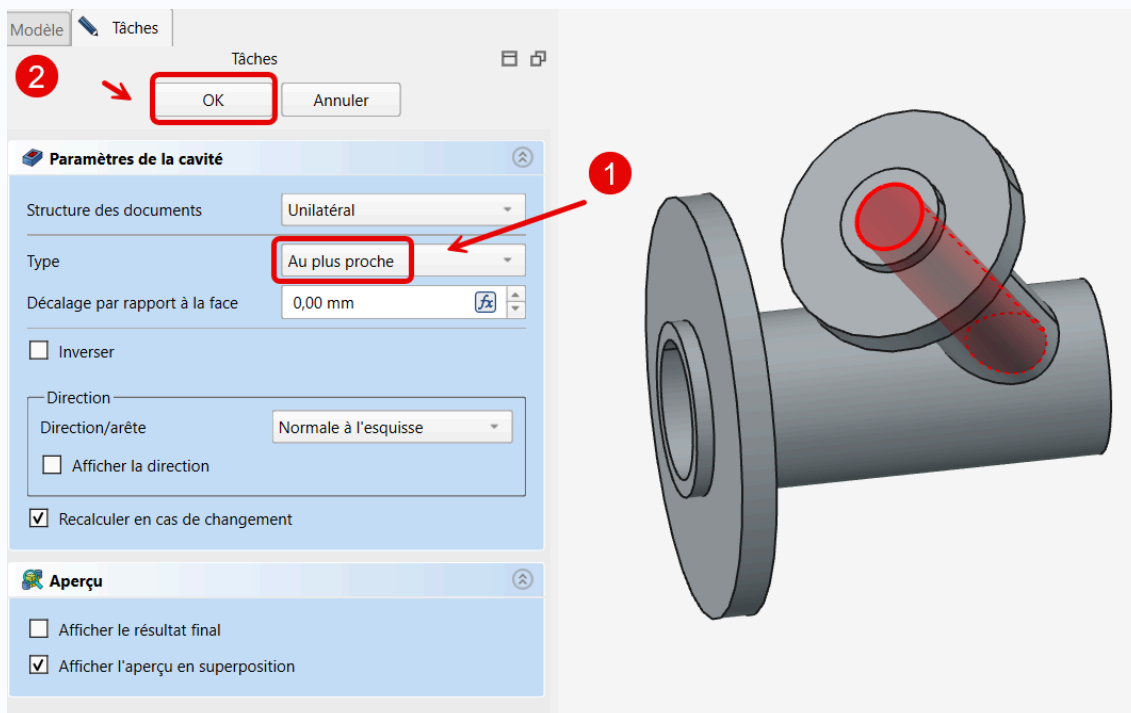 Modèle Tâches
Tâches
2
OK Annuler
Paramètres de la cavité
1
Structure des documents Unilatéral
Type Au plus proche
Décalage par rapport à la face 0,00 mm fx
Inverser
Direction
Direction/arête Normale à l'esquisse
Afficher la direction
Recalculer en cas de changement
Aperçu
Afficher le résultat final
Afficher l'aperçu en superposition